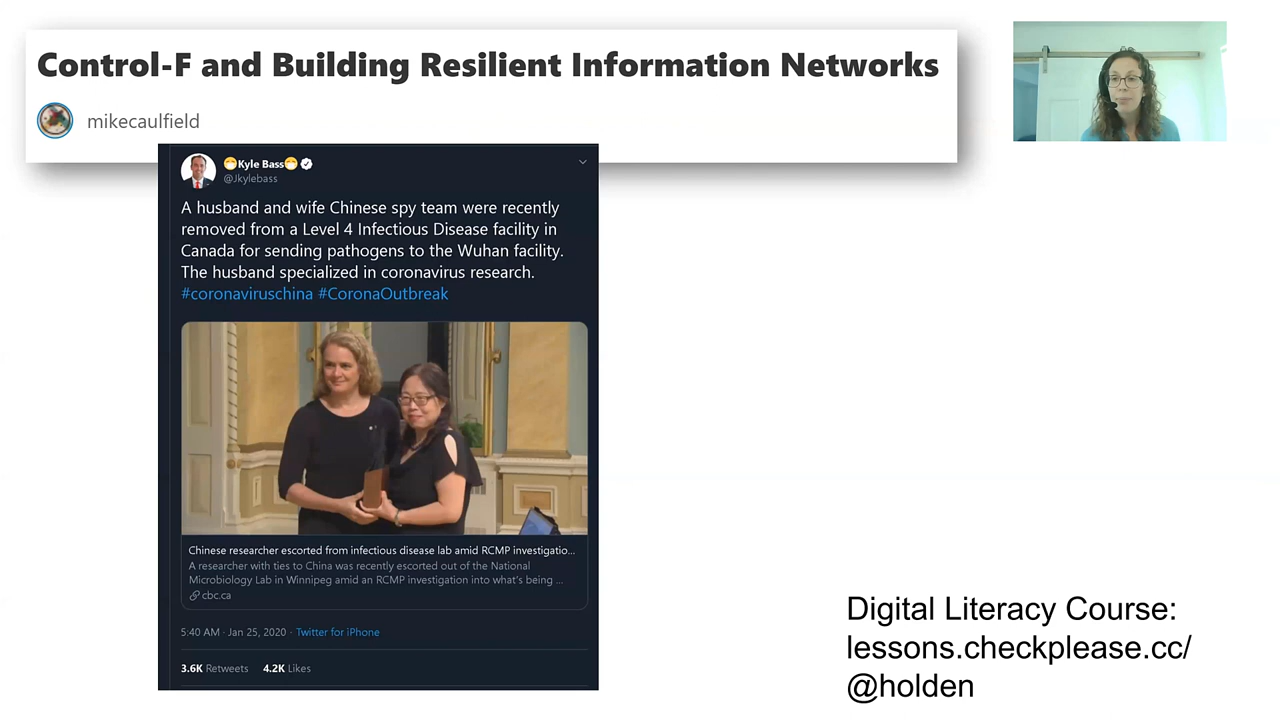 Control-F and Building Resilient Information Networks
mikecaulfield
Kyle Bass
@Jkylebass
A husband and wife Chinese spy team were recently
removed from a Level 4 Infectious Disease facility in
Canada for sending pathogens to the Wuhan facility.
The husband specialized in coronavirus research.
#coronaviruschina #CoronaOutbreak
Chinese researcher escorted from infectious disease lab amid RCMP investigatio...
A researcher with ties to China was recently escorted out of the National
Microbiology Lab in Winnipeg amid an RCMP investigation into what's being ...
cbc.ca
5:40 AM · Jan 25, 2020 · Twitter for iPhone
3.6K Retweets 4.2K Likes
Digital Literacy Course:
lessons.checkplease.cc/
@holden